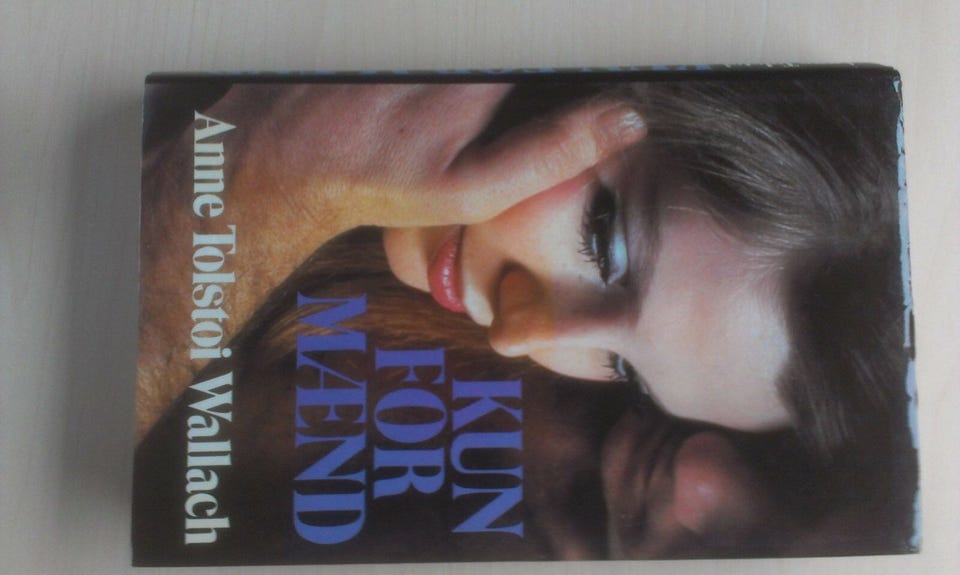 KUN
FOR
MÆND
Anne Tolstoi Wallach